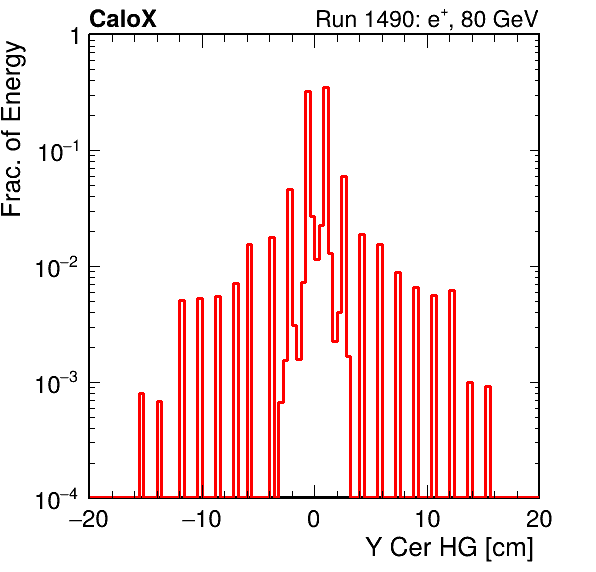 CaloX
Run 1490: e⁺, 80 GeV
Frac. of Energy
1
10⁻¹
10⁻²
10⁻³
10⁻⁴
−20
−10
0
10
20
Y Cer HG [cm]